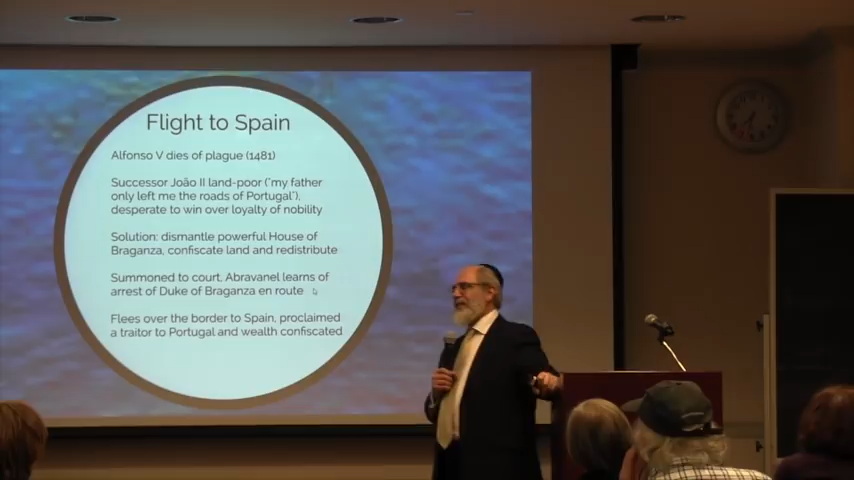 Flight to Spain
Alfonso V dies of plague (1481)
Successor João II land-poor ("my father
only left me the roads of Portugal"),
desperate to win over loyalty of nobility
Solution: dismantle powerful House of
Braganza, confiscate land and redistribute
Summoned to court, Abravanel learns of
arrest of Duke of Braganza en route
Flees over the border to Spain, proclaimed
a traitor to Portugal and wealth confiscated